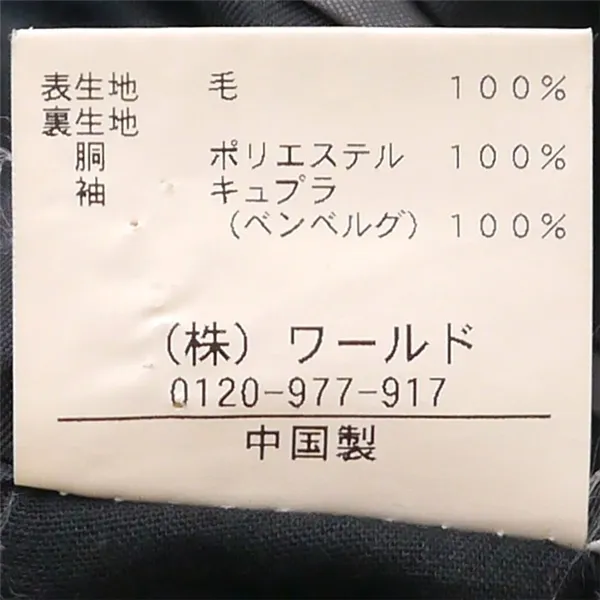 表生地 毛 100%
裏生地
胴 ポリエステル 100%
袖 キュプラ
(ベンベルグ) 100%
(株) ワールド
0120-977-917
中国製